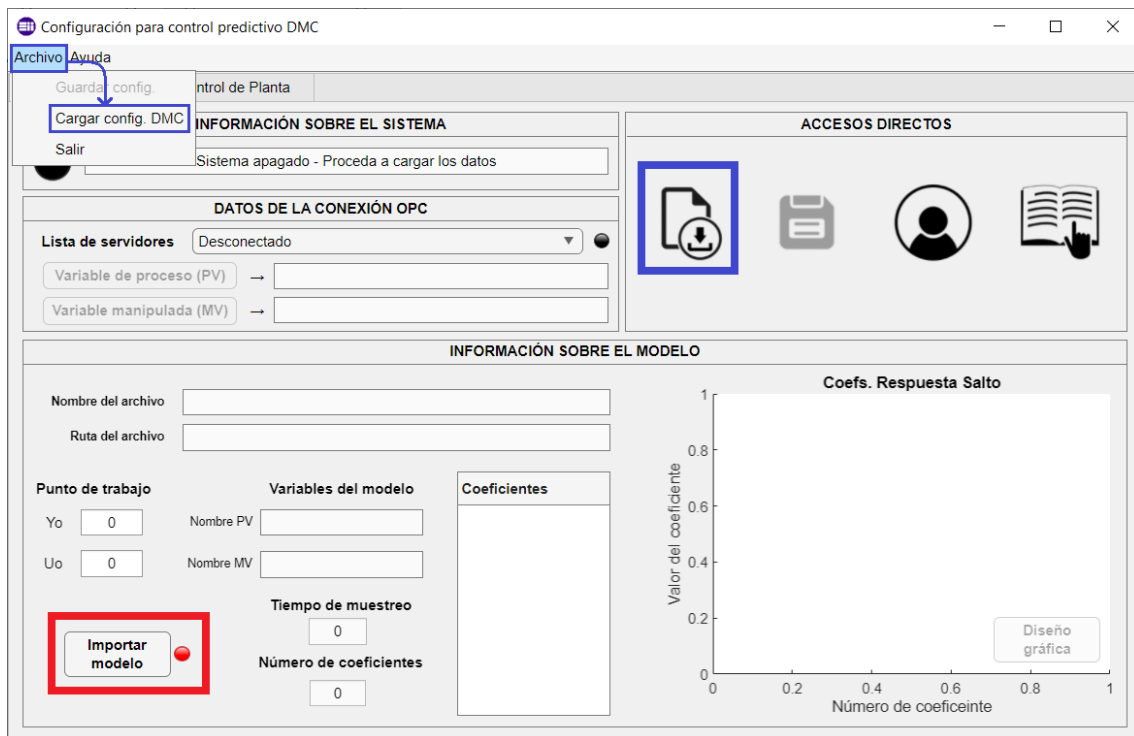 Configuración para control predictivo DMC
Archivo Ayuda
Guardar config.
Cargar config. DMC
Salir
ntrol de Planta
INFORMACIÓN SOBRE EL SISTEMA
Sistema apagado - Proceda a cargar los datos
DATOS DE LA CONEXIÓN OPC
Lista de servidores Desconectado
Variable de proceso (PV) →
Variable manipulada (MV) →
ACCESOS DIRECTOS
INFORMACIÓN SOBRE EL MODELO
Nombre del archivo
Ruta del archivo
Punto de trabajo
Yo 0
Uo 0
Variables del modelo
Nombre PV
Nombre MV
Tiempo de muestreo
0
Número de coeficientes
0
Importar
modelo
Coeficientes
Coefs. Respuesta Salto
Valor del coeficiente
1
0.8
0.6
0.4
0.2
0
0 0.2 0.4 0.6 0.8 1
Número de coeficeinte
Diseño
gráfica